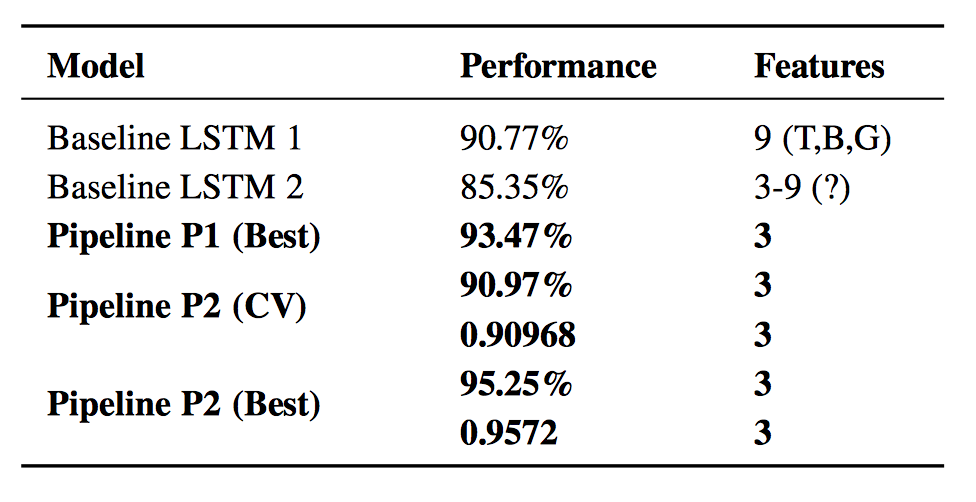 Model Performance Features
Baseline LSTM 1 90.77% 9 (T,B,G)
Baseline LSTM 2 85.35% 3-9 (?)
Pipeline P1 (Best) 93.47% 3
Pipeline P2 (CV) 90.97% 3
0.90968 3
Pipeline P2 (Best) 95.25% 3
0.9572 3